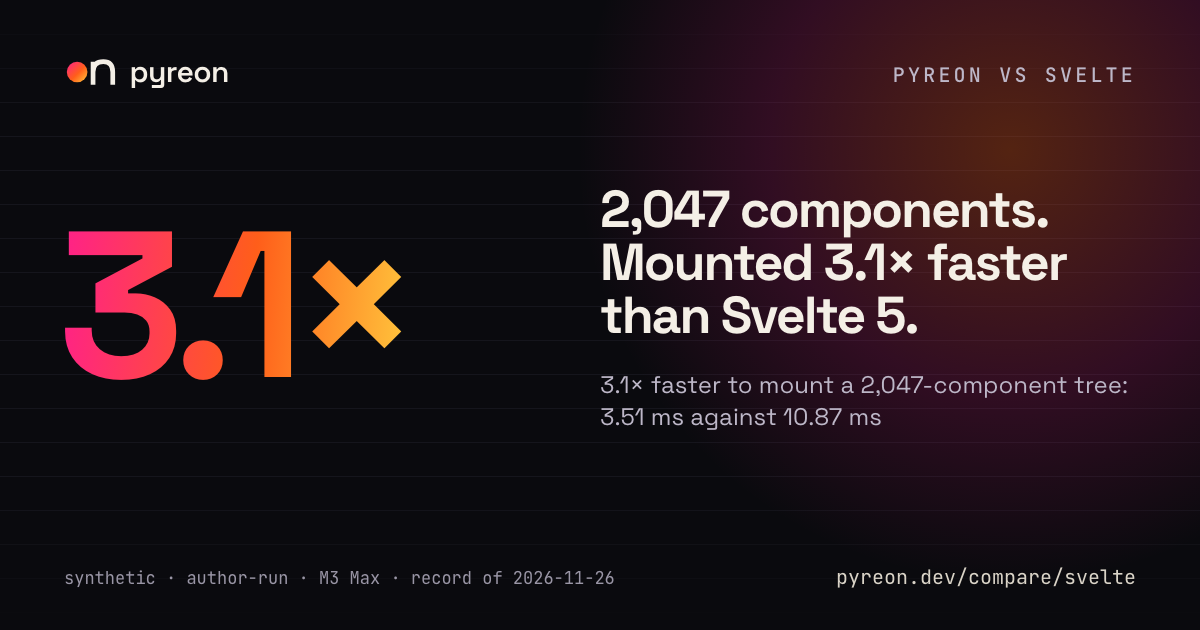 pyreon
PYREON VS SVELTE
3.1×
2,047 components.
Mounted 3.1× faster
than Svelte 5.
3.1× faster to mount a 2,047-component tree:
3.51 ms against 10.87 ms
synthetic · author-run · M3 Max · record of 2026-11-26
pyreon.dev/compare/svelte